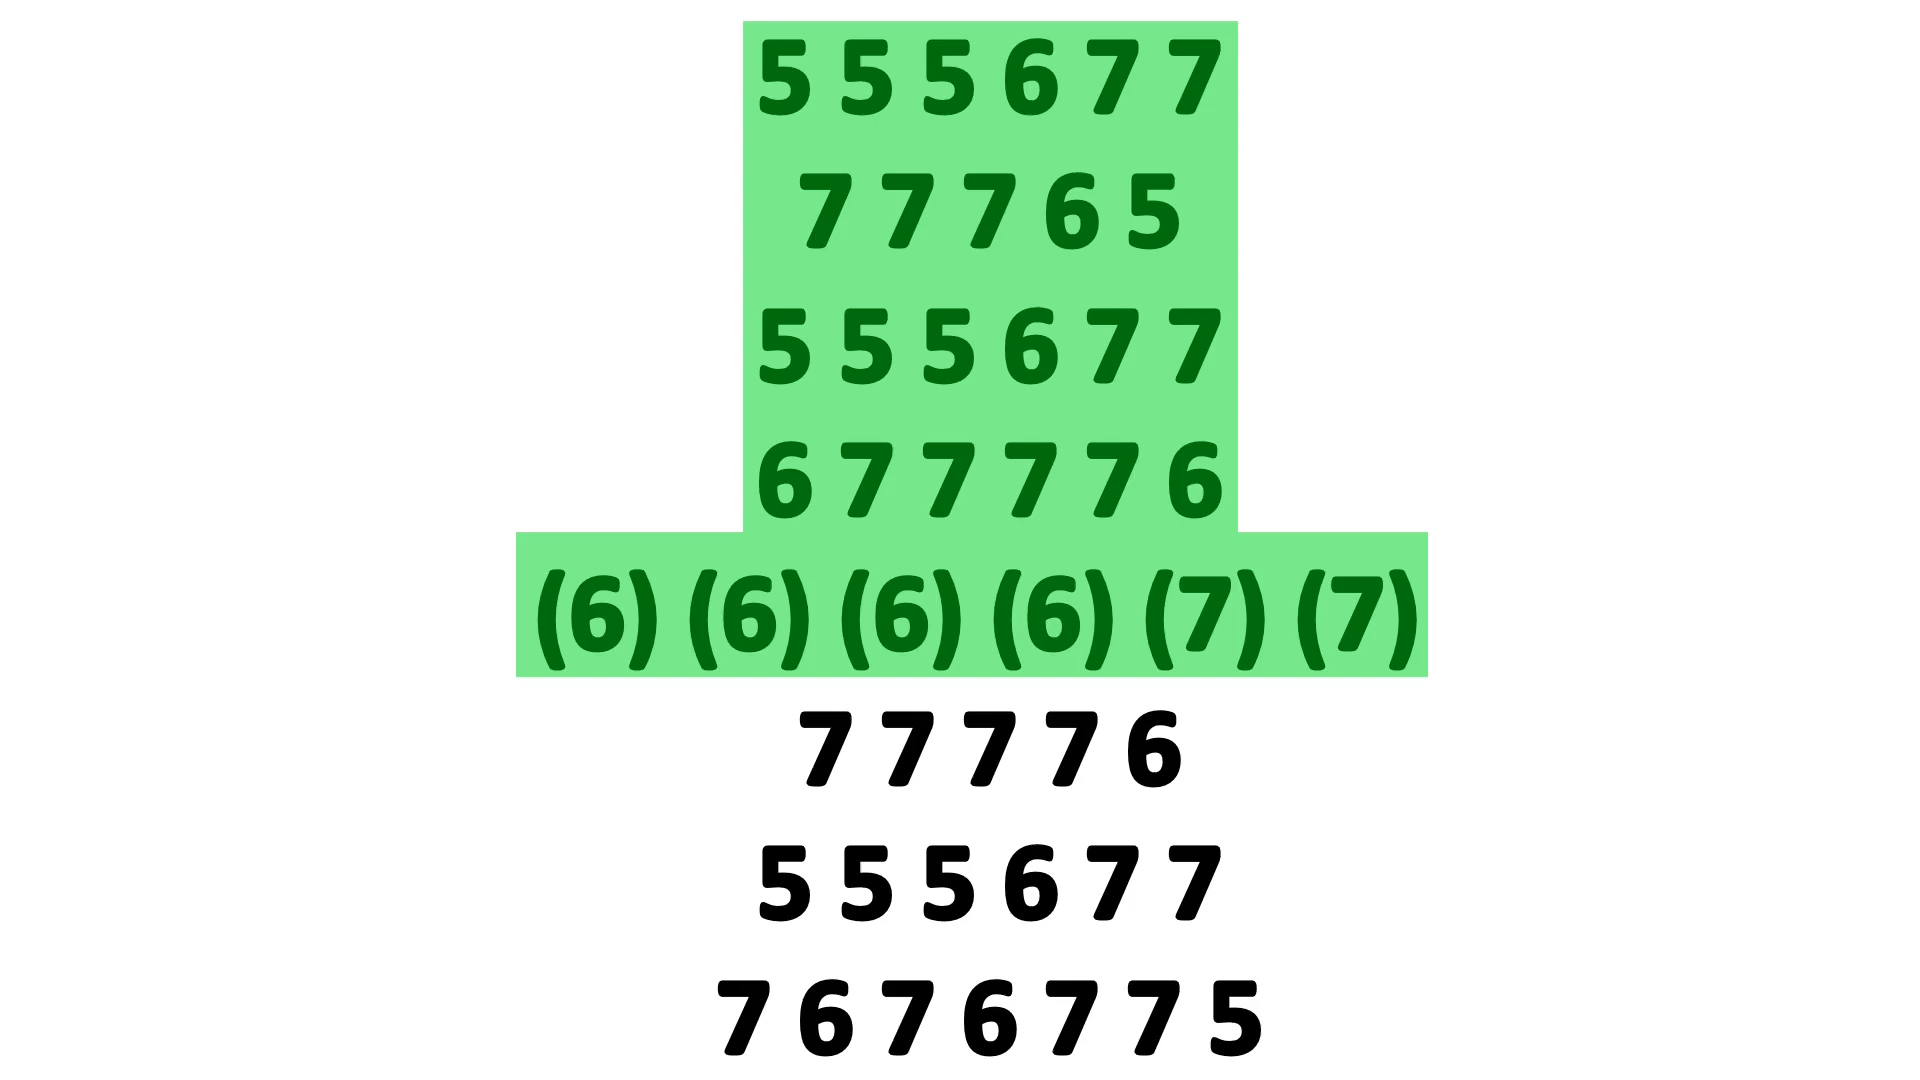 5 5 5 6 7 7
7 7 7 6 5
5 5 5 6 7 7
6 7 7 7 7 6
(6) (6) (6) (6) (7) (7)
7 7 7 7 6
5 5 5 6 7 7
7 6 7 6 7 7 5